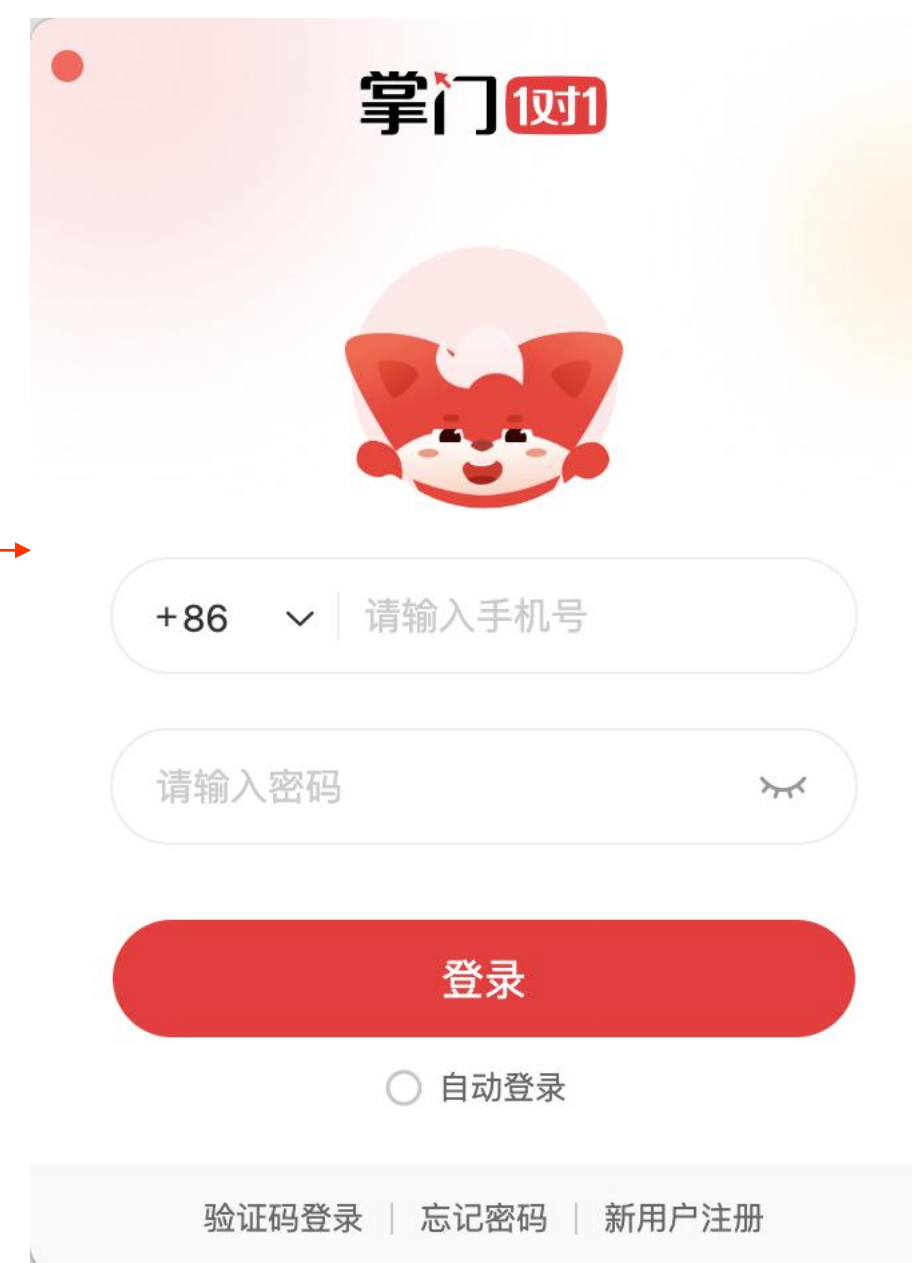 掌门1对1
+86 请输入手机号
请输入密码
登录
自动登录
验证码登录 | 忘记密码 | 新用户注册